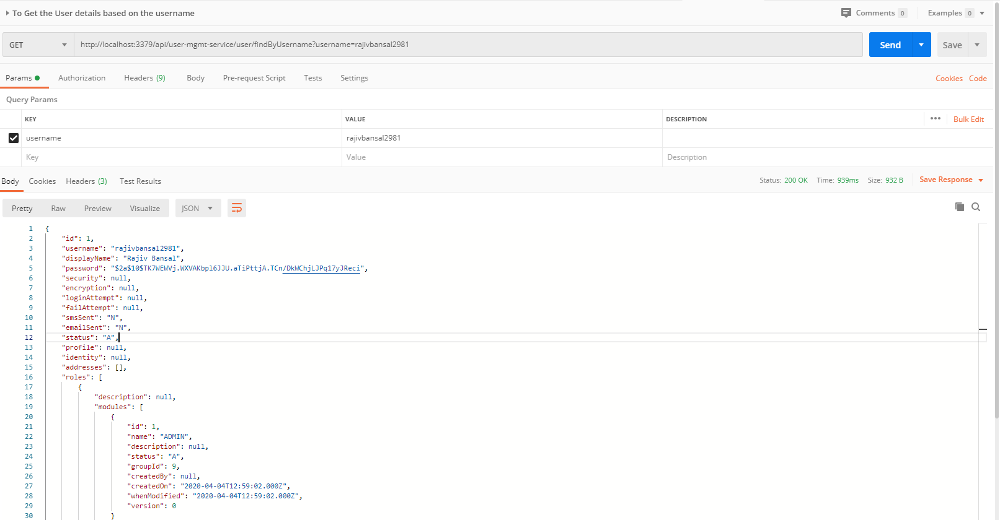 To Get the User details based on the username Comments 0 Examples 0
GET http://localhost:3379/api/user-mgmt-service/user/findByUsername?username=rajivbansal2981 Send Save
Params Authorization Headers (9) Body Pre-request Script Tests Settings Cookies Code
Query Params
KEY VALUE DESCRIPTION ••• Bulk Edit
username rajivbansal2981
Key Value Description
Body Cookies Headers (3) Test Results Status: 200 OK Time: 939ms Size: 932 B Save Response
Pretty Raw Preview Visualize JSON
1 {
2 "id": 1,
3 "username": "rajivbansal2981",
4 "displayName": "Rajiv Bansal",
5 "password": "$2a$10$TK7WEWVj.WXVAKbpl6JJU.aTiPttjA.TCn/DkWChjLJPq17yJReci",
6 "security": null,
7 "encryption": null,
8 "loginAttempt": null,
9 "failAttempt": null,
10 "smsSent": "N",
11 "emailSent": "N",
12 "status": "A",
13 "profile": null,
14 "identity": null,
15 "addresses": [],
16 "roles": [
17 {
18 "description": null,
19 "modules": [
20 {
21 "id": 1,
22 "name": "ADMIN",
23 "description": null,
24 "status": "A",
25 "groupId": 9,
26 "createdBy": null,
27 "createdOn": "2020-04-04T12:59:02.000Z",
28 "whenModified": "2020-04-04T12:59:02.000Z",
29 "version": 0
30 }